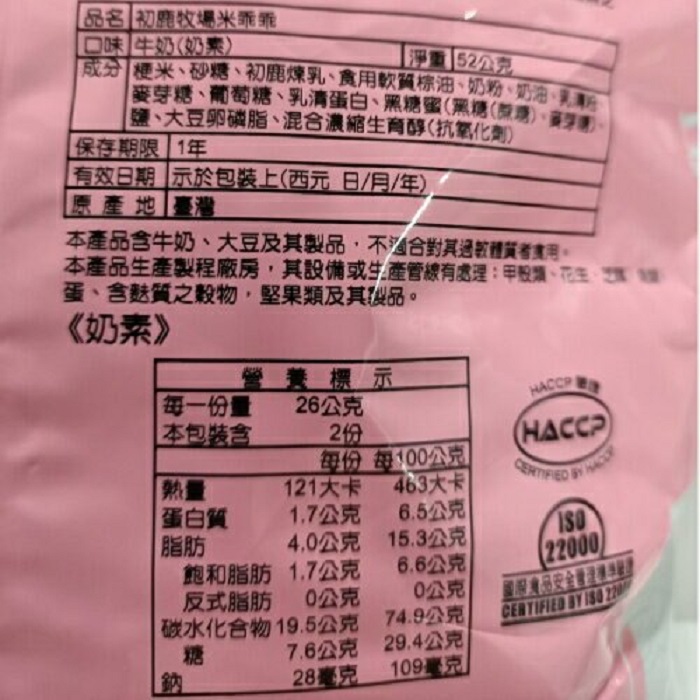 品名 初鹿牧場米乖乖
口味 牛奶(奶素) 淨重 52公克
成分 粳米、砂糖、初鹿煉乳、食用軟質棕油、奶粉、奶油、乳清粉、
麥芽糖、葡萄糖、乳清蛋白、黑糖蜜(黑糖(蔗糖)、麥芽糖)、
鹽、大豆卵磷脂、混合濃縮生育醇(抗氧化劑)
保存期限 1年
有效日期 示於包裝上(西元 日/月/年)
原產地 臺灣
本產品含牛奶、大豆及其製品，不適合對其過敏體質者食用。
本產品生產製程廠房，其設備或生產管線有處理：甲殼類、花生、芝麻、
蛋、含麩質之穀物，堅果類及其製品。
《奶素》
營養標示
每一份量 26公克
本包裝含 2份
每份 每100公克
熱量 121大卡 463大卡
蛋白質 1.7公克 6.5公克
脂肪 4.0公克 15.3公克
飽和脂肪 1.7公克 6.6公克
反式脂肪 0公克 0公克
碳水化合物 19.5公克 74.9公克
糖 7.6公克 29.4公克
鈉 28毫克 109毫克
HACCP
HACCP
CERTIFIED BY HACCP
ISO
22000
國際食品安全管理
CERTIFIED BY ISO